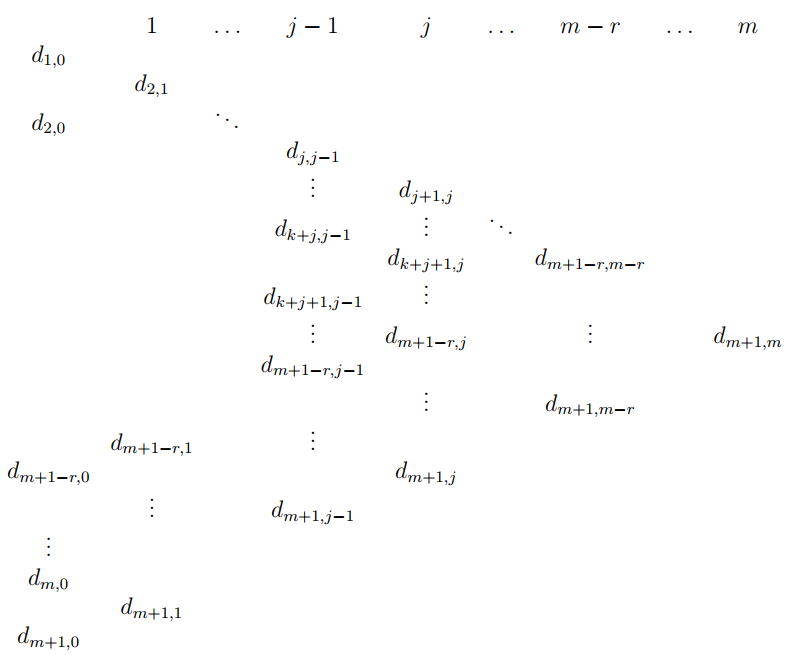 1 … j − 1 j … m − r … m
d_{1,0}
d_{2,1}
d_{2,0} ⋱
d_{j,j−1}
⋮ d_{j+1,j}
d_{k+j,j−1} ⋮ ⋱
d_{k+j+1,j} d_{m+1−r,m−r}
d_{k+j+1,j−1} ⋮
⋮ d_{m+1−r,j} ⋮ d_{m+1,m}
d_{m+1−r,j−1}
⋮ d_{m+1,m−r}
d_{m+1−r,1} ⋮
d_{m+1−r,0} d_{m+1,j}
⋮ d_{m+1,j−1}
⋮
d_{m,0}
d_{m+1,1}
d_{m+1,0}